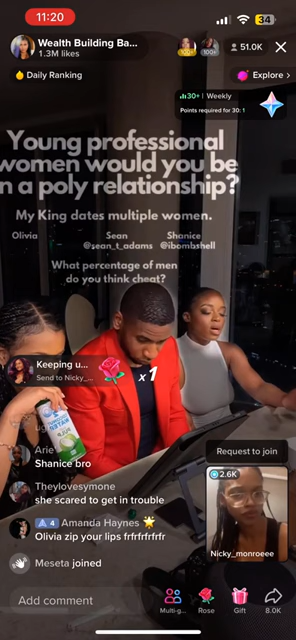 11:20
34
Wealth Building Ba...
1.3M likes
100+
100+
51.0K
Daily Ranking
Explore >
30+ | Weekly
Points required for 30: 1
Young professional
women would you be
n a poly relationship?
My King dates multiple women.
Olivia Sean Shanice
@sean_t_adams @ibombshell
What percentage of men
do you think cheat?
Keeping u...
Send to Nicky_...
x1
Request to join
Arie
Shanice bro
2.6K
Theylovesymone
she scared to get in trouble
4 Amanda Haynes 🌟
Olivia zip your lips frfrfrfrfrfr
Nicky_monroeee
Meseta joined
Add comment
Multi-g...
Rose
Gift
8.0K